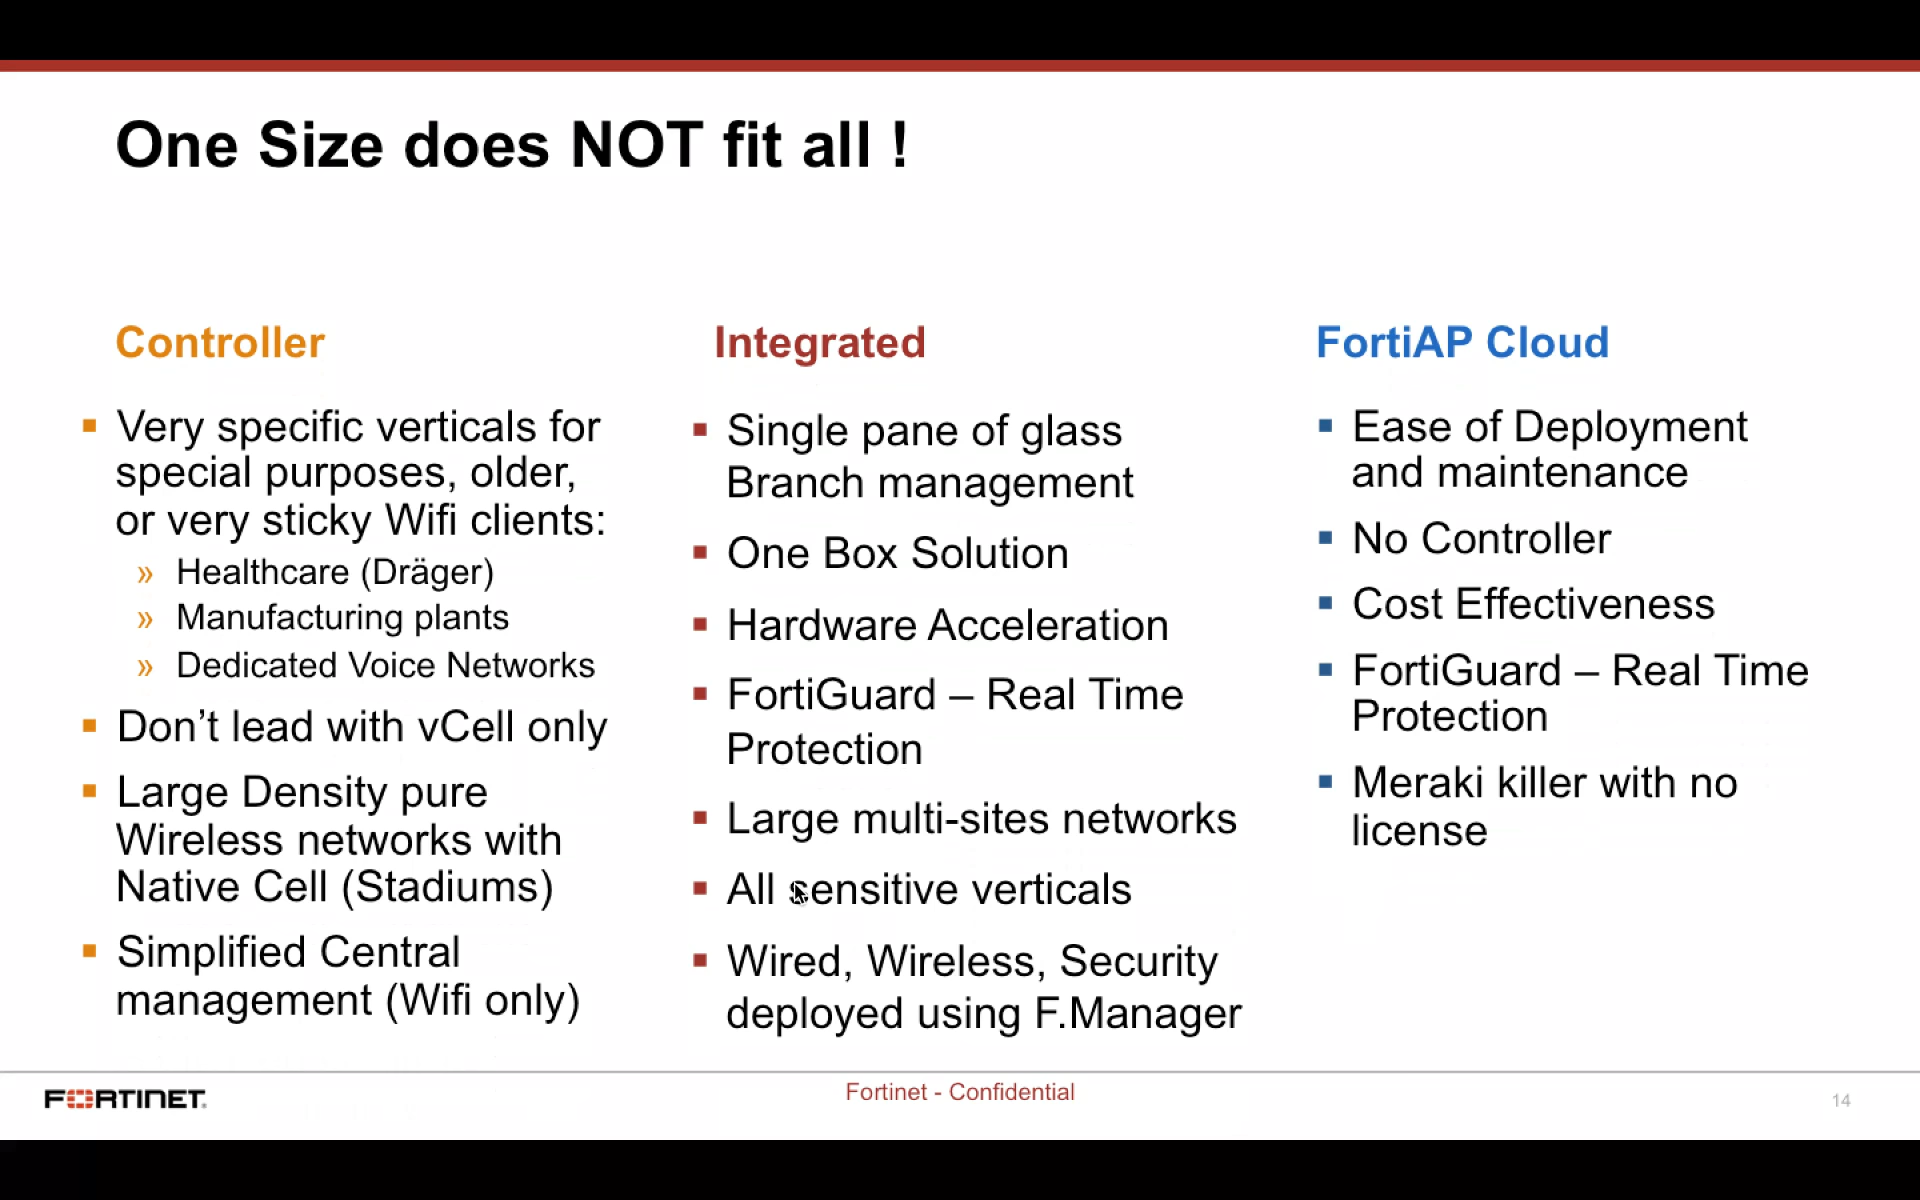 One Size does NOT fit all !
Controller
Very specific verticals for
special purposes, older,
or very sticky Wifi clients:
» Healthcare (Dräger)
» Manufacturing plants
» Dedicated Voice Networks
Don’t lead with vCell only
Large Density pure
Wireless networks with
Native Cell (Stadiums)
Simplified Central
management (Wifi only)
Integrated
Single pane of glass
Branch management
One Box Solution
Hardware Acceleration
FortiGuard – Real Time
Protection
Large multi-sites networks
All sensitive verticals
Wired, Wireless, Security
deployed using F.Manager
FortiAP Cloud
Ease of Deployment
and maintenance
No Controller
Cost Effectiveness
FortiGuard – Real Time
Protection
Meraki killer with no
license
FORTINET
Fortinet - Confidential
14